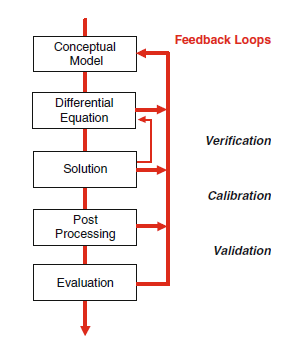 Feedback Loops
Conceptual
Model
Differential
Equation
Verification
Solution
Calibration
Post
Processing
Validation
Evaluation